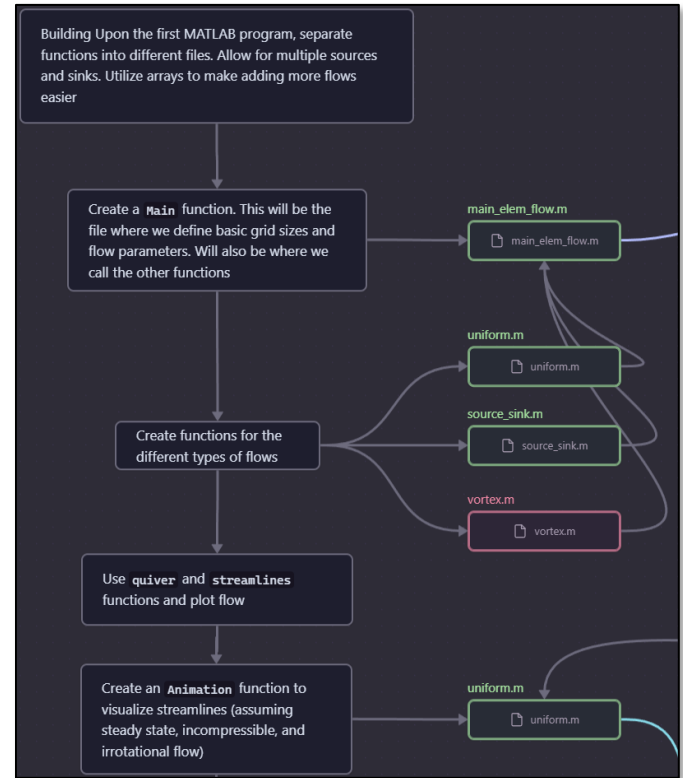 Building Upon the first MATLAB program, separate
functions into different files. Allow for multiple sources
and sinks. Utilize arrays to make adding more flows
easier
Create a Main function. This will be the
file where we define basic grid sizes and
flow parameters. Will also be where we
call the other functions
main_elem_flow.m
main_elem_flow.m
uniform.m
uniform.m
Create functions for the
different types of flows
source_sink.m
source_sink.m
vortex.m
vortex.m
Use quiver and streamlines
functions and plot flow
Create an Animation function to
visualize streamlines (assuming
steady state, incompressible, and
irrotational flow)
uniform.m
uniform.m